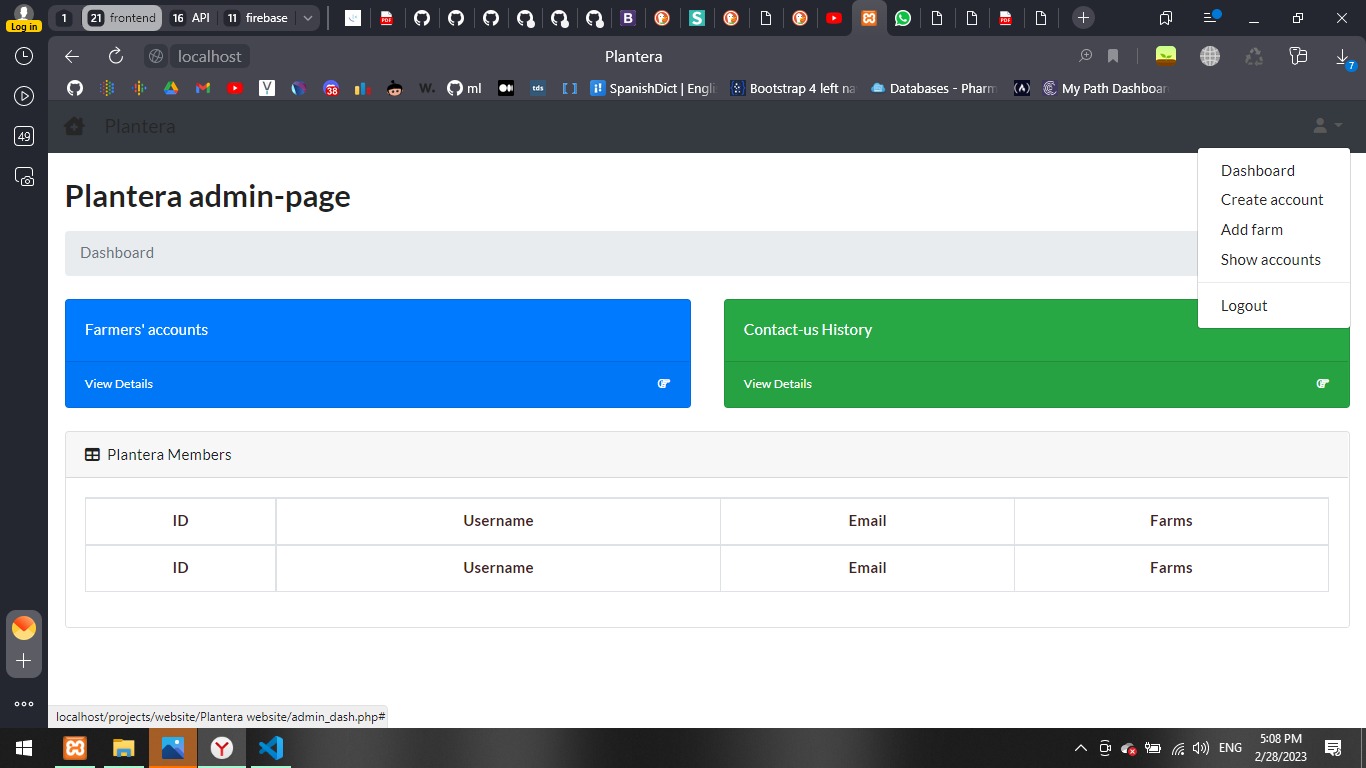 1
21 frontend
16 API
11 firebase
Log in
localhost
Plantera
7
38
W.
ml
tds
SpanishDict | Engli
Bootstrap 4 left na
Databases - Pharm
My Path Dashboar
49
Plantera
Dashboard
Create account
Add farm
Show accounts
Logout
Plantera admin-page
Dashboard
Farmers' accounts
View Details
Contact-us History
View Details
Plantera Members
ID Username Email Farms
ID Username Email Farms
localhost/projects/website/Plantera website/admin_dash.php#
ENG
5:08 PM
2/28/2023